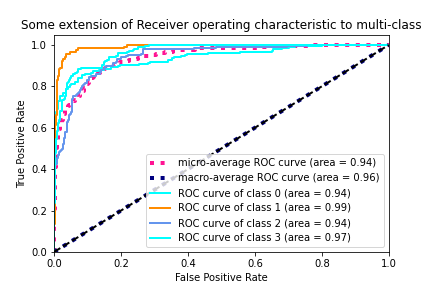 Some extension of Receiver operating characteristic to multi-class
True Positive Rate
1.0
0.8
0.6
0.4
0.2
0.0
micro-average ROC curve (area = 0.94)
macro-average ROC curve (area = 0.96)
ROC curve of class 0 (area = 0.94)
ROC curve of class 1 (area = 0.99)
ROC curve of class 2 (area = 0.94)
ROC curve of class 3 (area = 0.97)
0.0 0.2 0.4 0.6 0.8 1.0
False Positive Rate